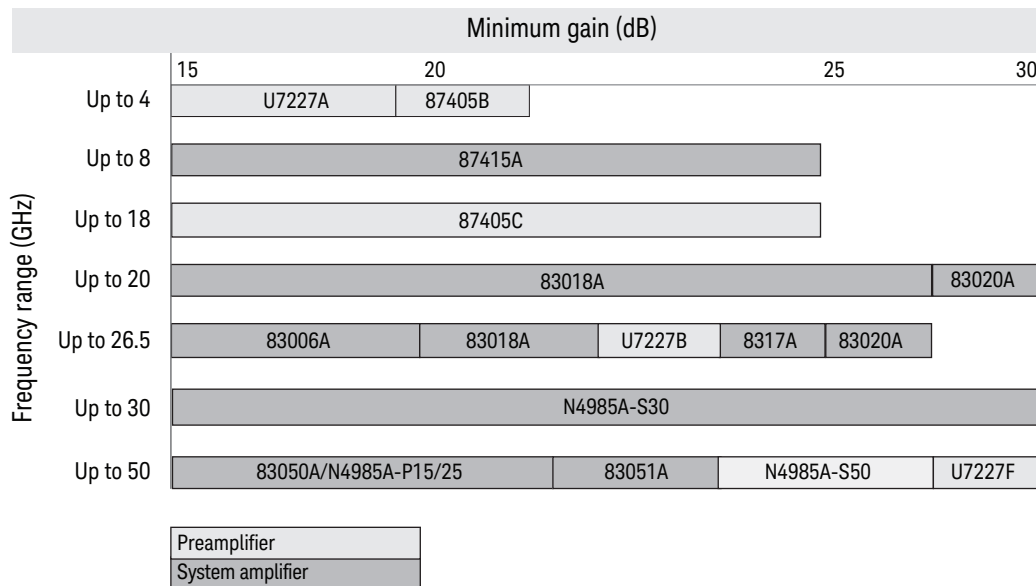 Minimum gain (dB)
15 20 25 30
Frequency range (GHz)
Up to 4 U7227A 87405B
Up to 8 87415A
Up to 18 87405C
Up to 20 83018A 83020A
Up to 26.5 83006A 83018A U7227B 8317A 83020A
Up to 30 N4985A-S30
Up to 50 83050A/N4985A-P15/25 83051A N4985A-S50 U7227F
Preamplifier
System amplifier